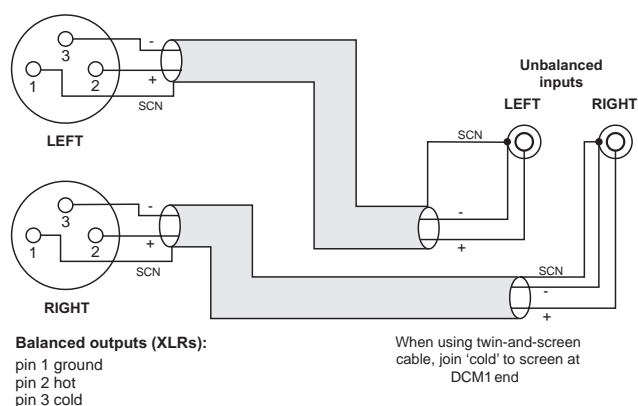 3
-
1
2
+
SCN
LEFT
Unbalanced
inputs
LEFT
RIGHT
SCN
-
+
3
-
1
2
+
SCN
RIGHT
SCN
-
+
Balanced outputs (XLRs):
pin 1 ground
pin 2 hot
pin 3 cold
When using twin-and-screen
cable, join ‘cold’ to screen at
DCM1 end